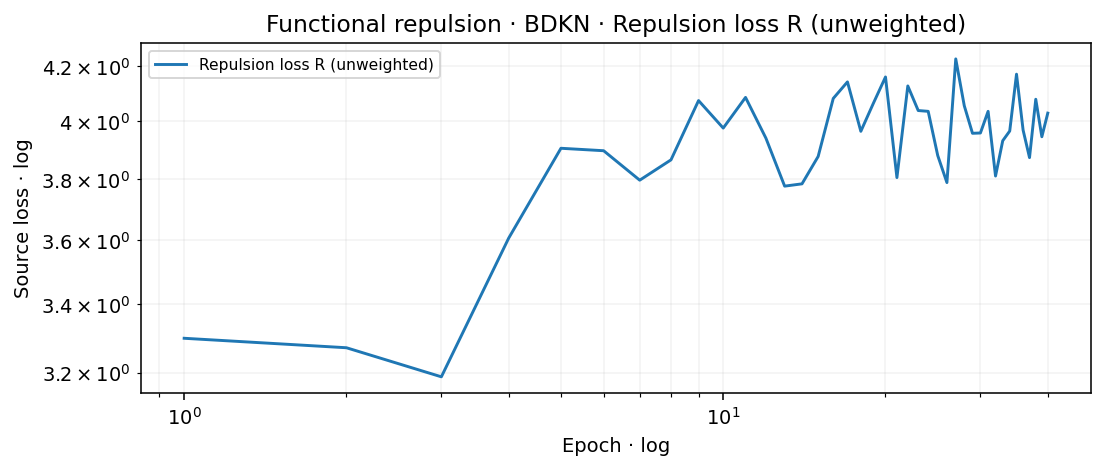 Functional repulsion · BDKN · Repulsion loss R (unweighted)
Repulsion loss R (unweighted)
Source loss · log
4.2 × 10⁰
4 × 10⁰
3.8 × 10⁰
3.6 × 10⁰
3.4 × 10⁰
3.2 × 10⁰
10⁰ 10¹
Epoch · log